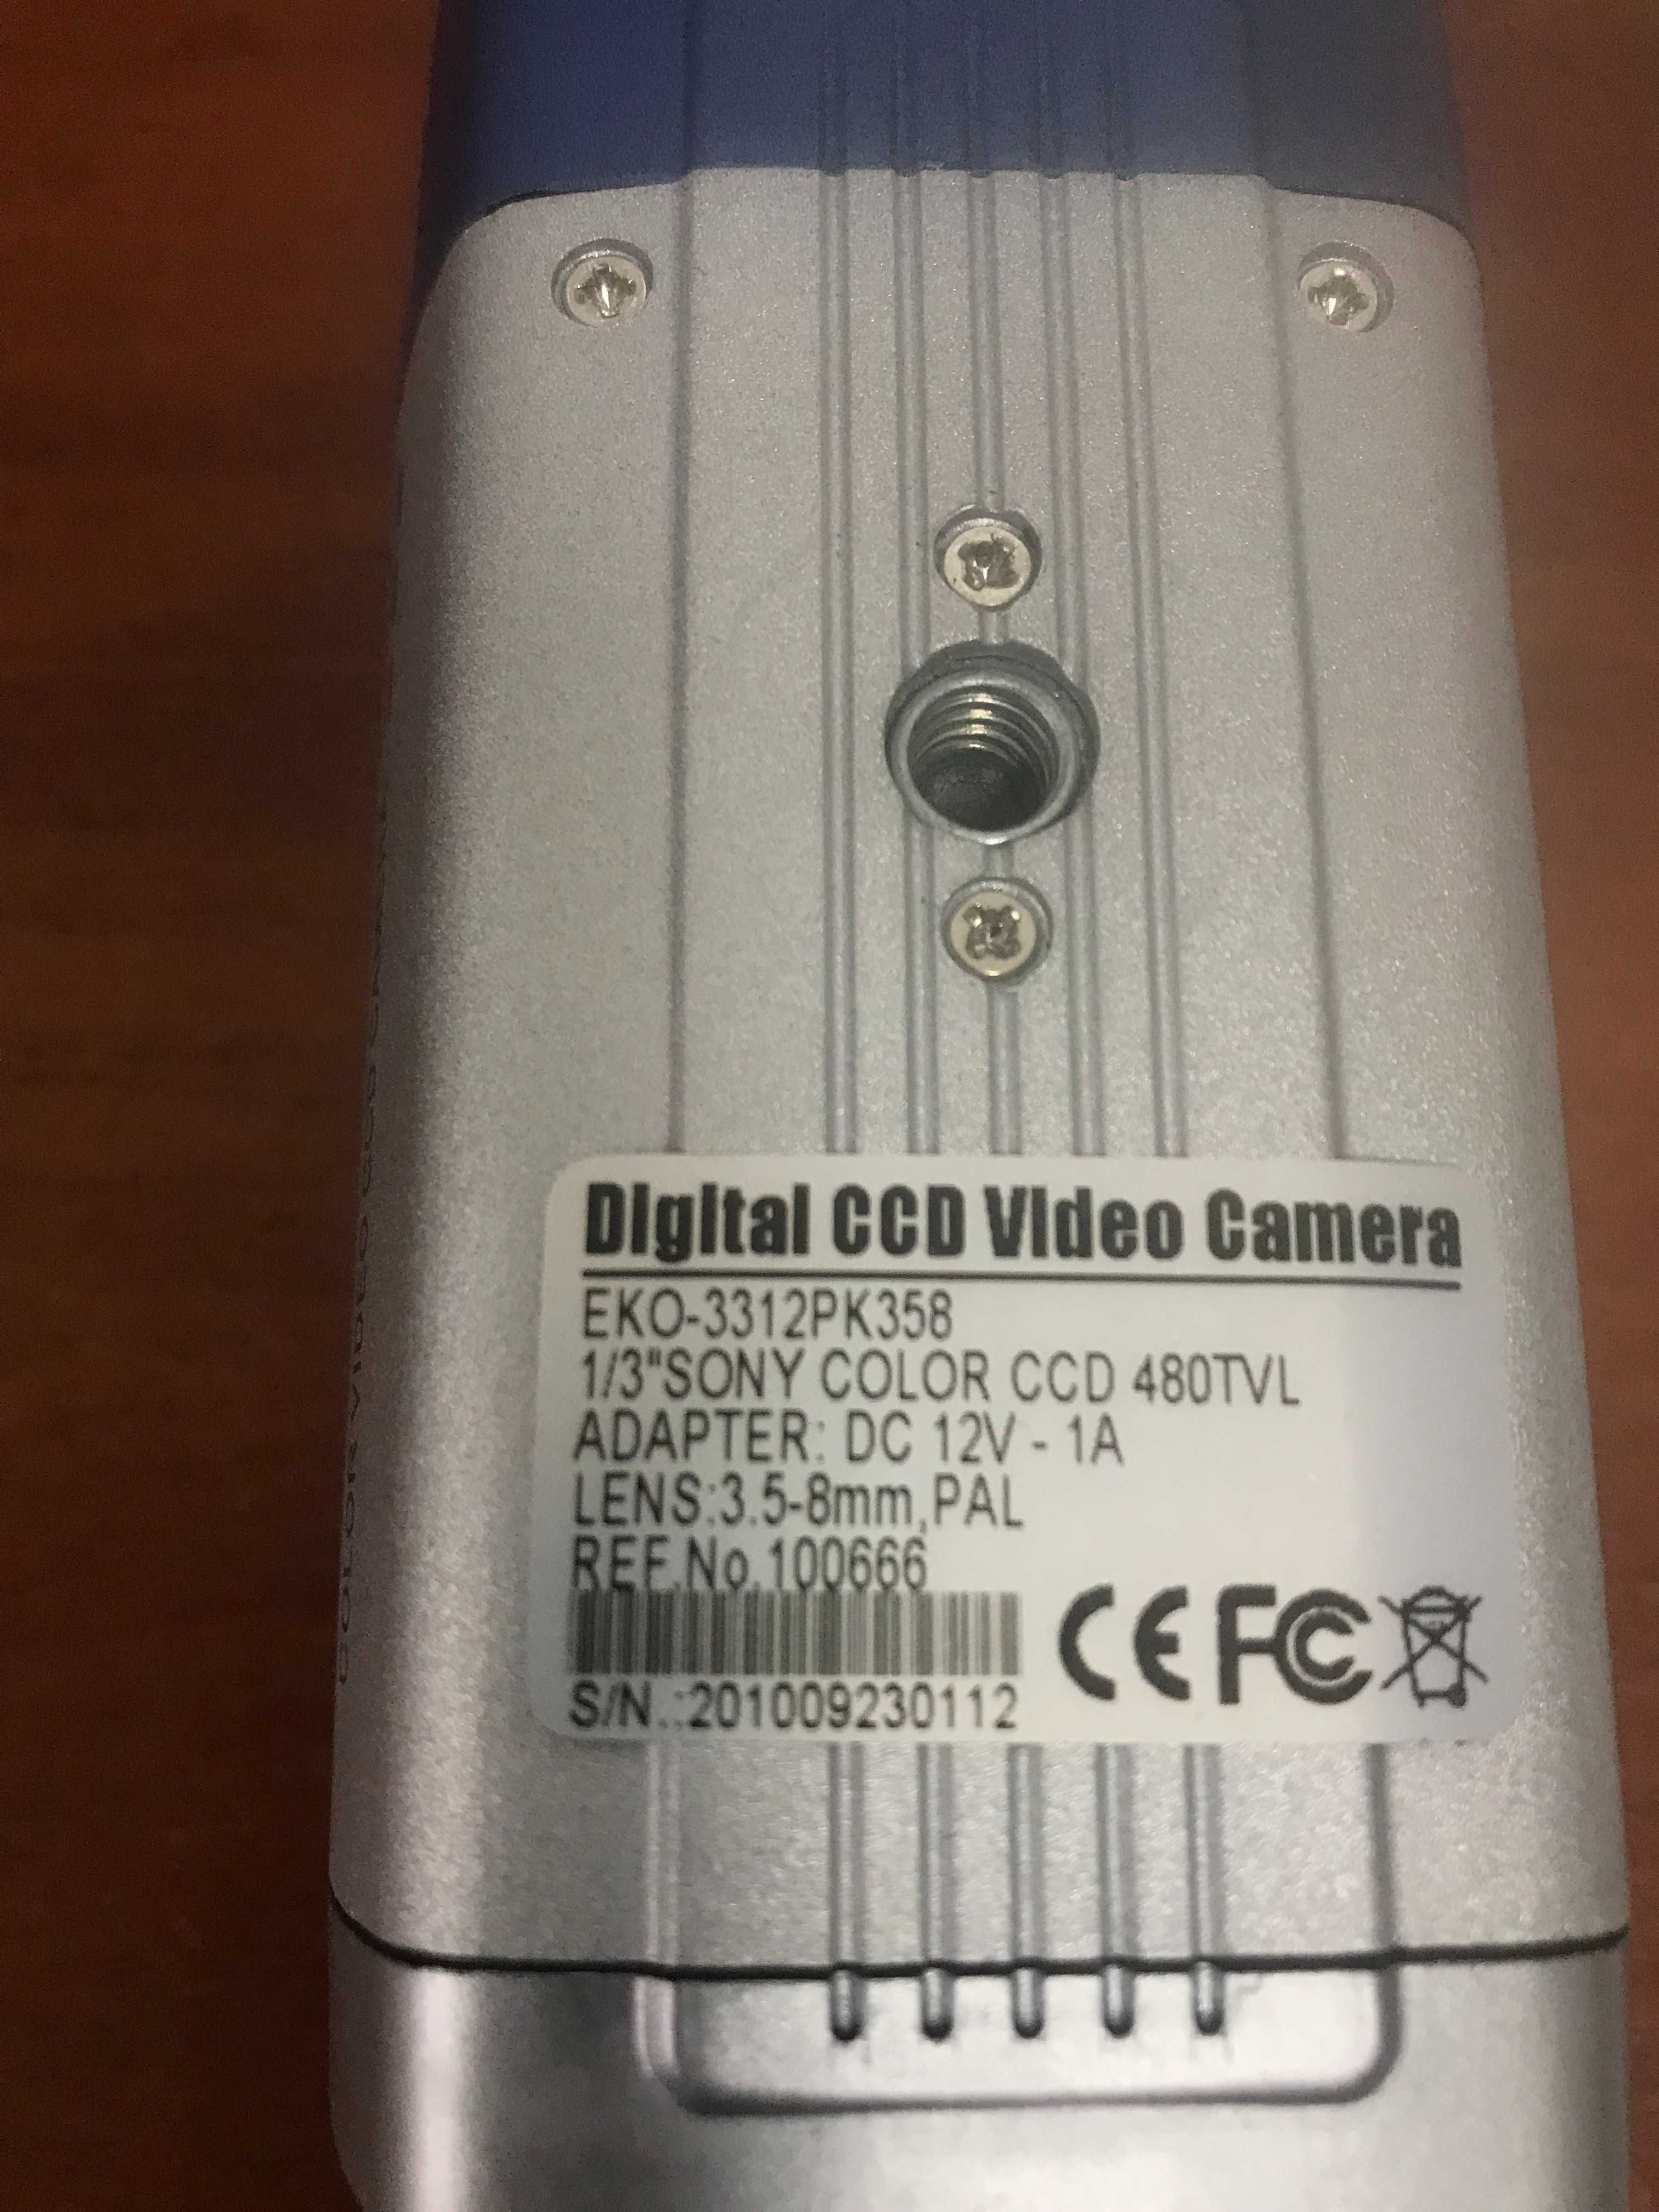 Digital CCD Video Camera
EKO-3312PK358
1/3"SONY COLOR CCD 480TVL
ADAPTER: DC 12V - 1A
LENS:3.5-8mm,PAL
REF.No.100666
S/N.:201009230112
CE FC